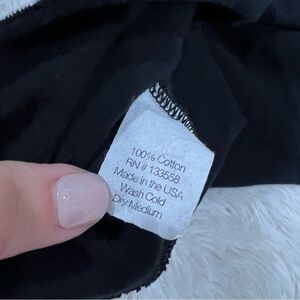 100% Cotton
RN # 133558
Made in the USA
Wash Cold
Dry Medium